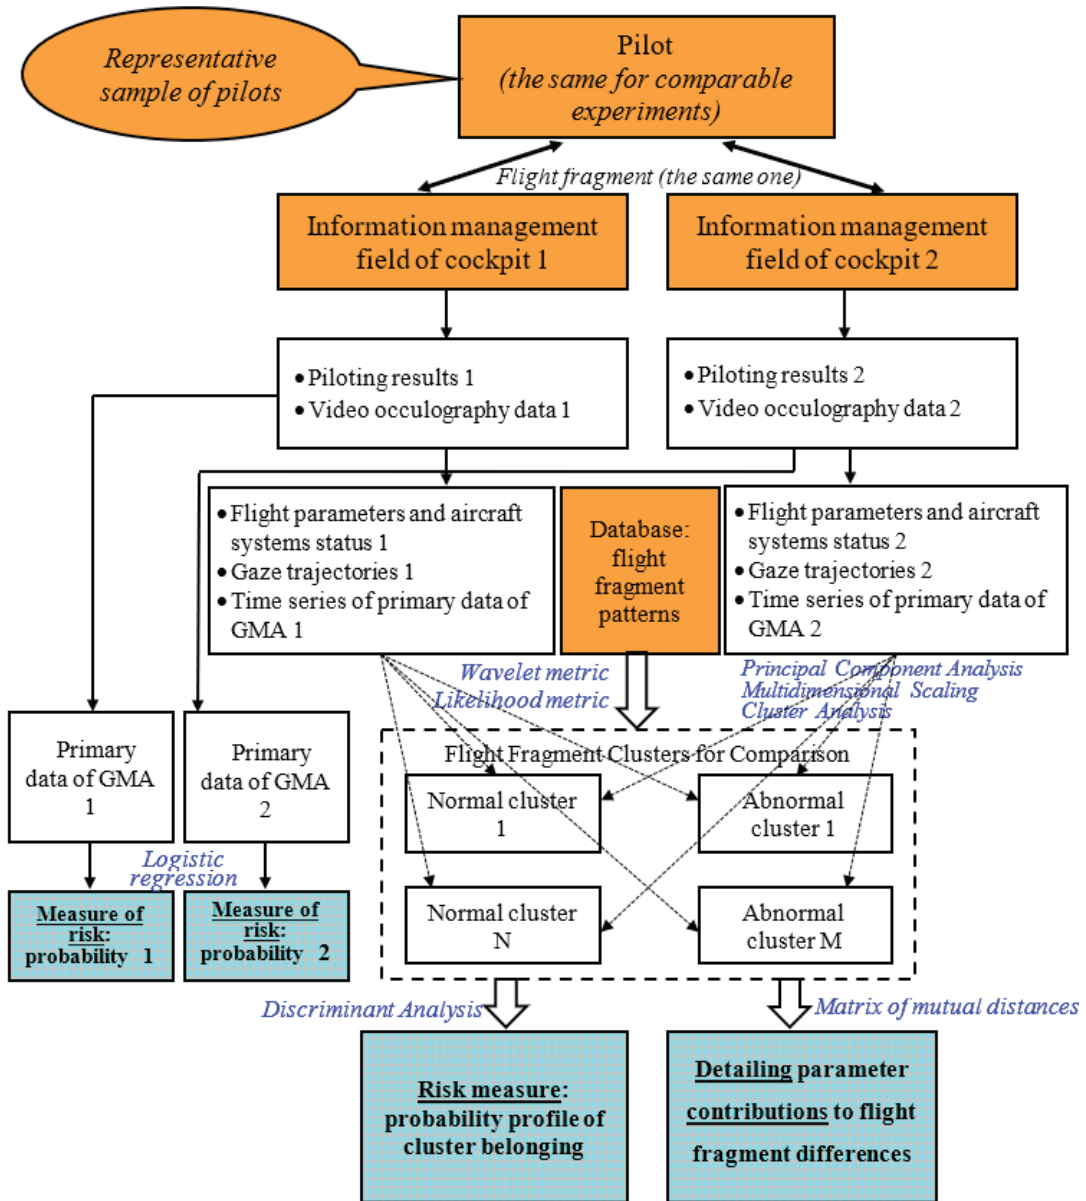 Representative
sample of pilots
Pilot
(the same for comparable
experiments)
Flight fragment (the same one)
Information management
field of cockpit 1
Information management
field of cockpit 2
• Piloting results 1
• Video occulography data 1
• Piloting results 2
• Video occulography data 2
• Flight parameters and aircraft
systems status 1
• Gaze trajectories 1
• Time series of primary data of
GMA 1
Database:
flight
fragment
patterns
• Flight parameters and aircraft
systems status 2
• Gaze trajectories 2
• Time series of primary data of
GMA 2
Wavelet metric
Likelihood metric
Principal Component Analysis
Multidimensional Scaling
Cluster Analysis
Primary
data of GMA
1
Primary
data of GMA
2
Flight Fragment Clusters for Comparison
Normal cluster
1
Abnormal
cluster 1
Normal cluster
N
Abnormal
cluster M
Logistic
regression
Measure of
risk:
probability 1
Measure of
risk:
probability 2
Discriminant Analysis
Matrix of mutual distances
Risk measure:
probability profile of
cluster belonging
Detailing parameter
contributions to flight
fragment differences